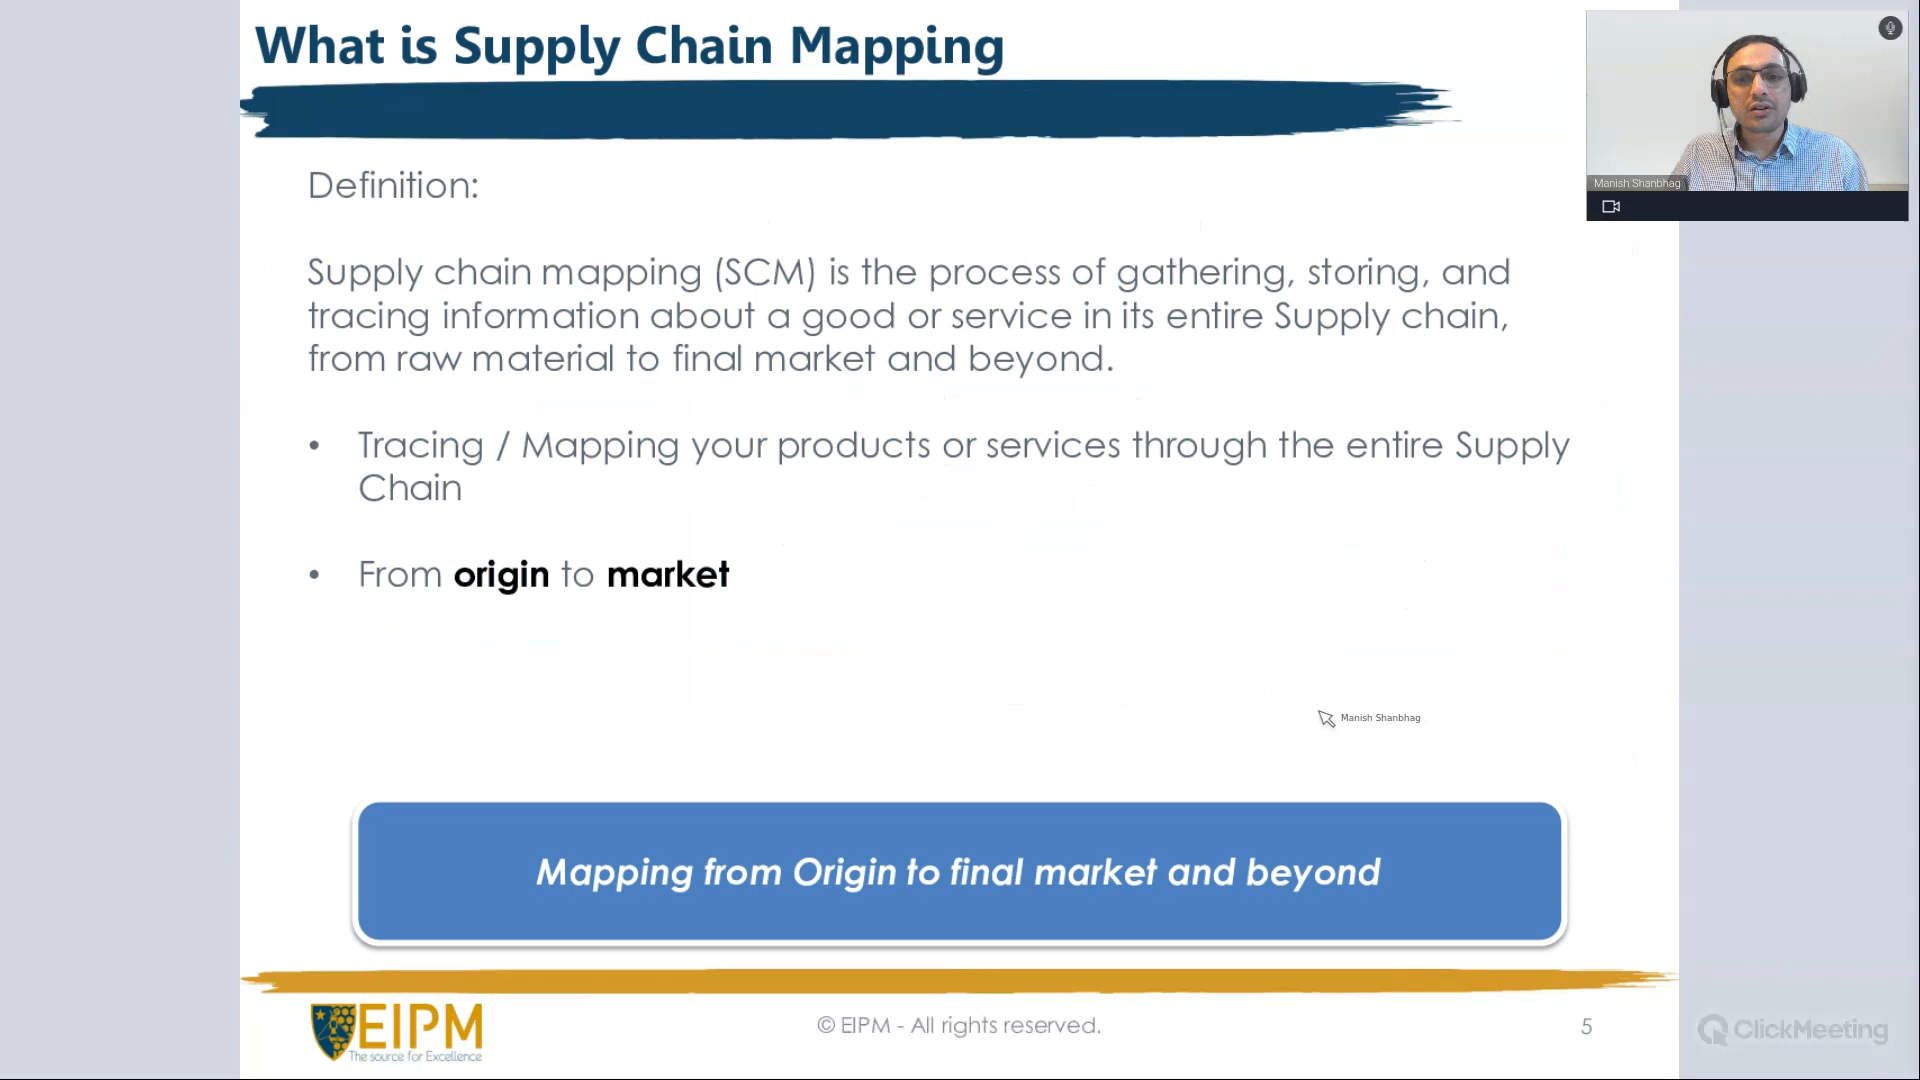 What is Supply Chain Mapping
Manish Shanbhag
Definition:
Supply chain mapping (SCM) is the process of gathering, storing, and
tracing information about a good or service in its entire Supply chain,
from raw material to final market and beyond.
• Tracing / Mapping your products or services through the entire Supply
Chain
• From origin to market
Manish Shanbhag
Mapping from Origin to final market and beyond
EIPM
The source for Excellence
© EIPM - All rights reserved.
5
ClickMeeting